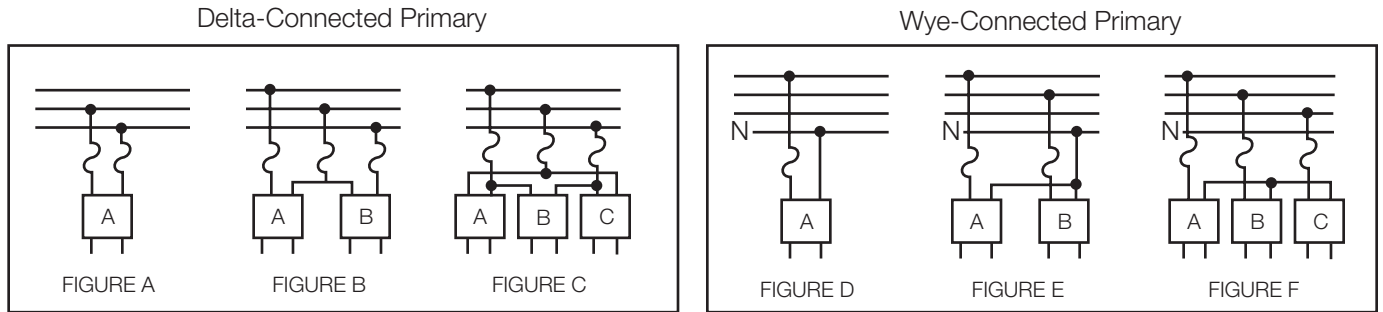 Delta-Connected Primary
Wye-Connected Primary
A
FIGURE A
A B
FIGURE B
A B C
FIGURE C
N
A
FIGURE D
N
A B
FIGURE E
N
A B C
FIGURE F